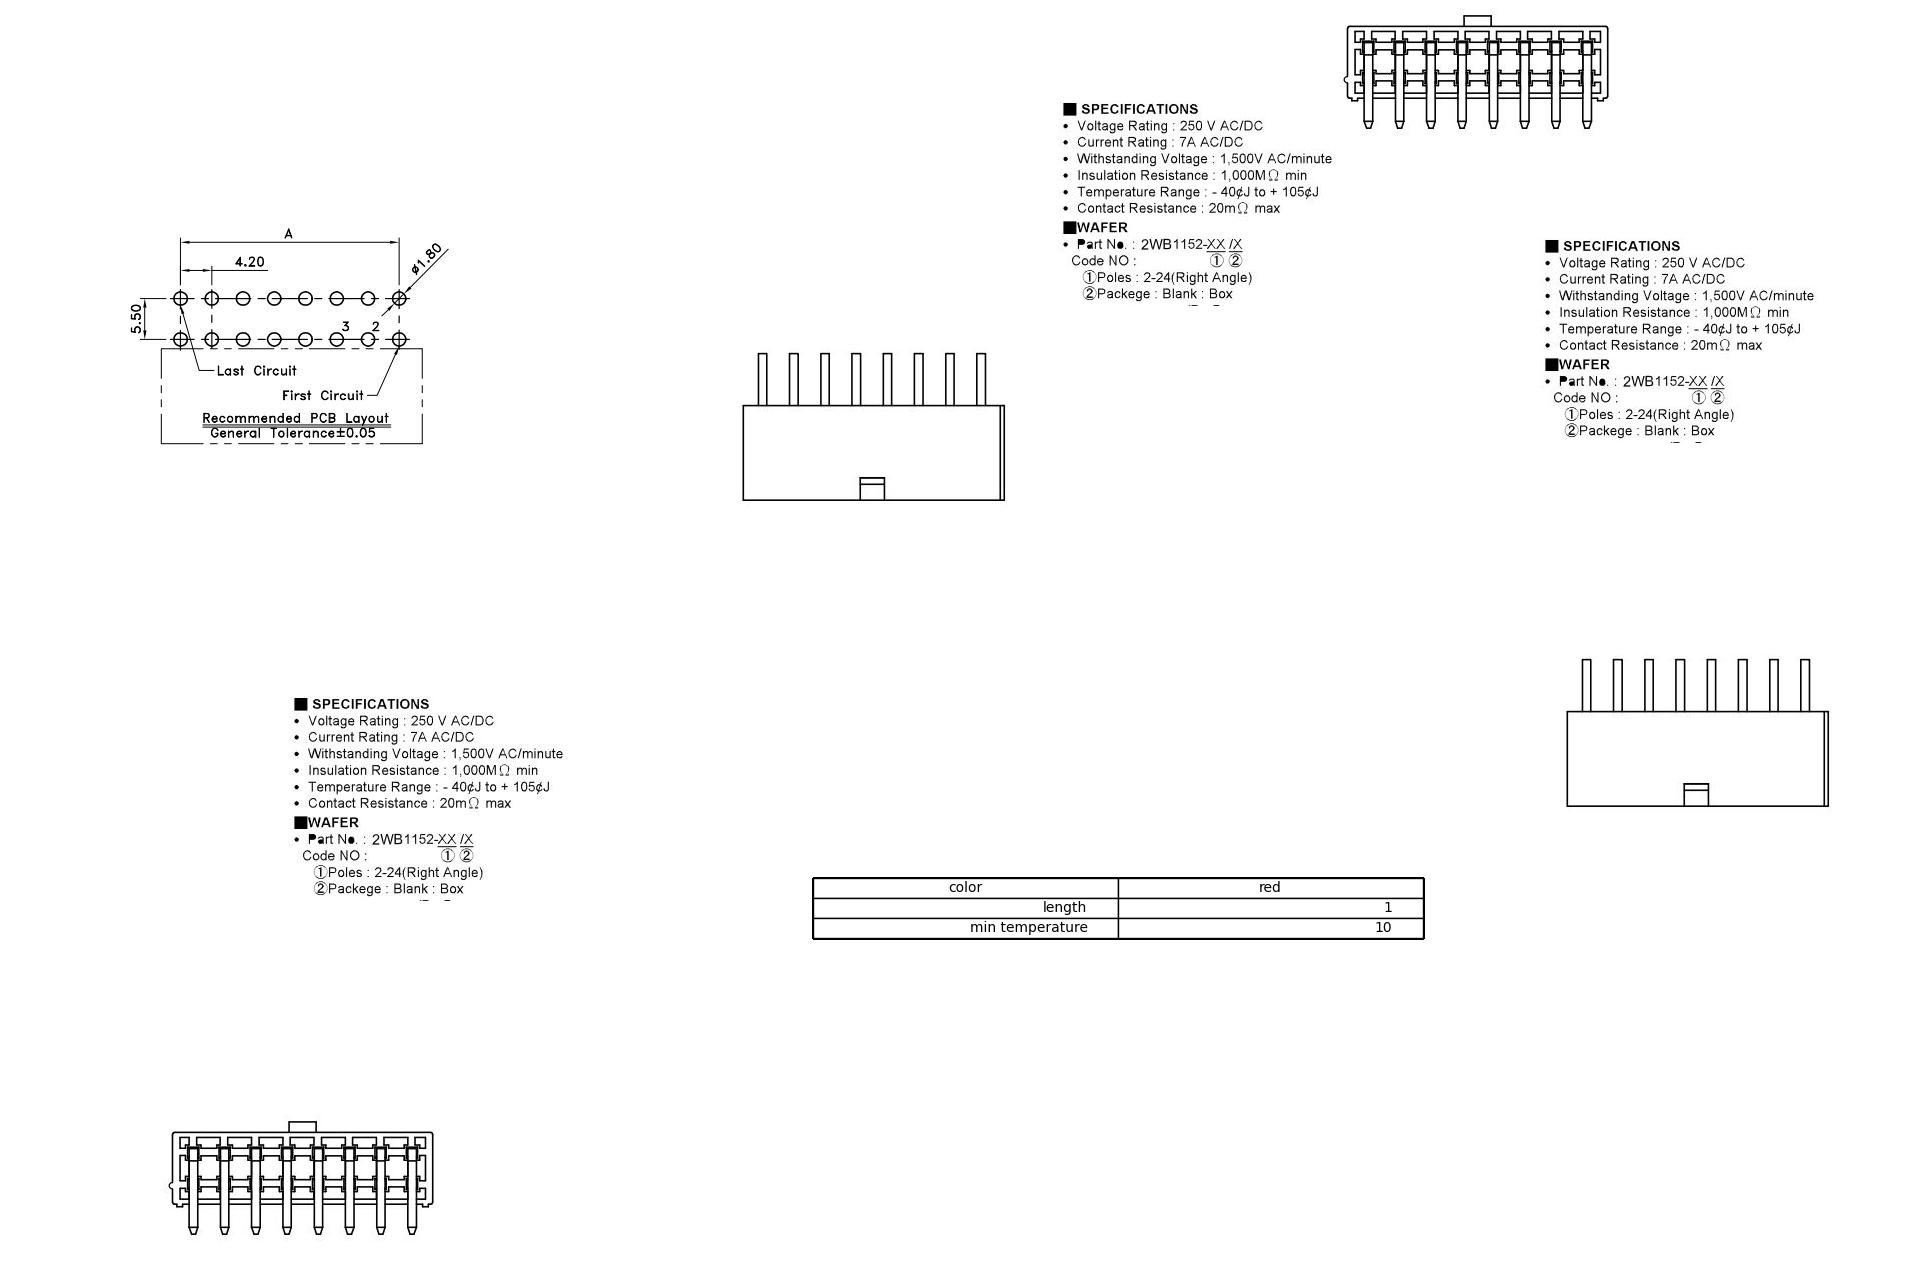 ■ SPECIFICATIONS
• Voltage Rating : 250 V AC/DC
• Current Rating : 7A AC/DC
• Withstanding Voltage : 1,500V AC/minute
• Insulation Resistance : 1,000MΩ min
• Temperature Range : - 40¢J to + 105¢J
• Contact Resistance : 20mΩ max
■WAFER
• Part No. : 2WB1152-XX /X
Code NO : ① ②
①Poles : 2-24(Right Angle)
②Packege : Blank : Box
A
4.20
ø1.80
5.50
3 2
Last Circuit
First Circuit
Recommended PCB Layout
General Tolerance±0.05
■ SPECIFICATIONS
• Voltage Rating : 250 V AC/DC
• Current Rating : 7A AC/DC
• Withstanding Voltage : 1,500V AC/minute
• Insulation Resistance : 1,000MΩ min
• Temperature Range : - 40¢J to + 105¢J
• Contact Resistance : 20mΩ max
■WAFER
• Part No. : 2WB1152-XX /X
Code NO : ① ②
①Poles : 2-24(Right Angle)
②Packege : Blank : Box
■ SPECIFICATIONS
• Voltage Rating : 250 V AC/DC
• Current Rating : 7A AC/DC
• Withstanding Voltage : 1,500V AC/minute
• Insulation Resistance : 1,000MΩ min
• Temperature Range : - 40¢J to + 105¢J
• Contact Resistance : 20mΩ max
■WAFER
• Part No. : 2WB1152-XX /X
Code NO : ① ②
①Poles : 2-24(Right Angle)
②Packege : Blank : Box
color red
length 1
min temperature 10